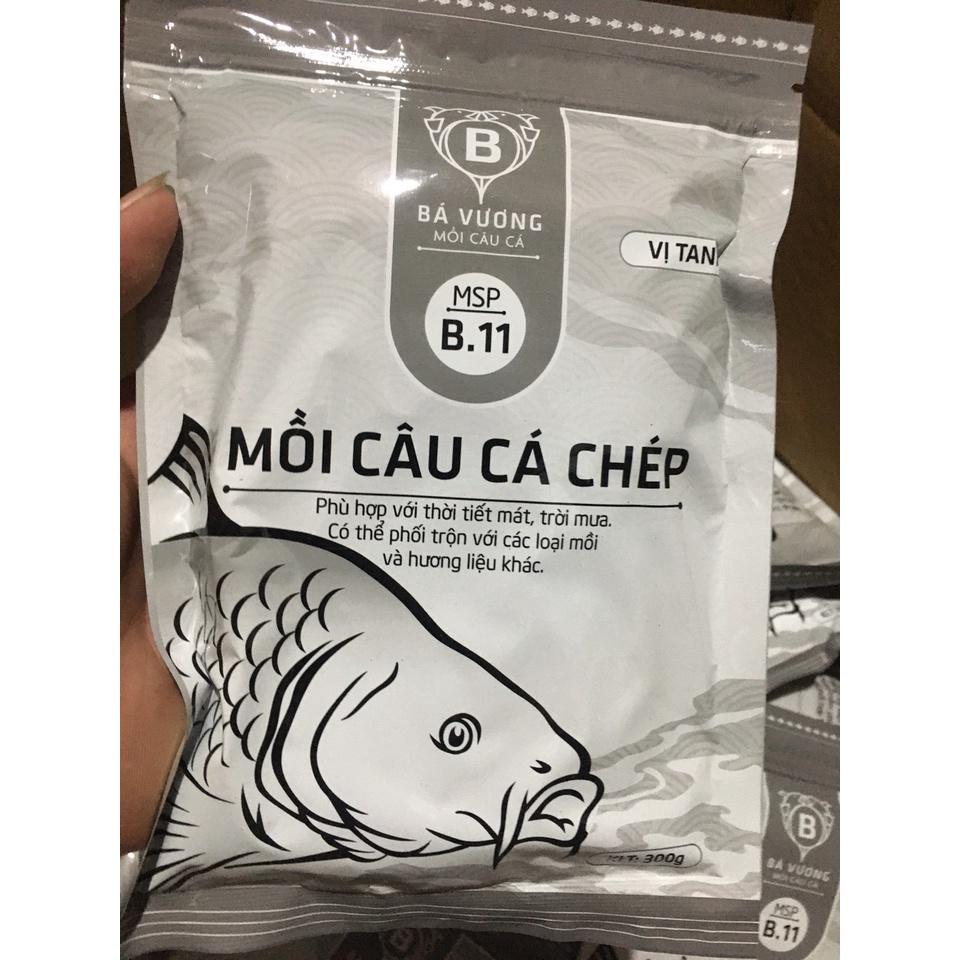 B
BÁ VƯƠNG
MỒI CÂU CÁ
VỊ TAN
MSP
B.11
MỒI CÂU CÁ CHÉP
Phù hợp với thời tiết mát, trời mưa.
Có thể phối trộn với các loại mồi
và hương liệu khác.
KLT: 300g
B
BÁ VƯƠNG
MỒI CÂU CÁ
MSP
B.11